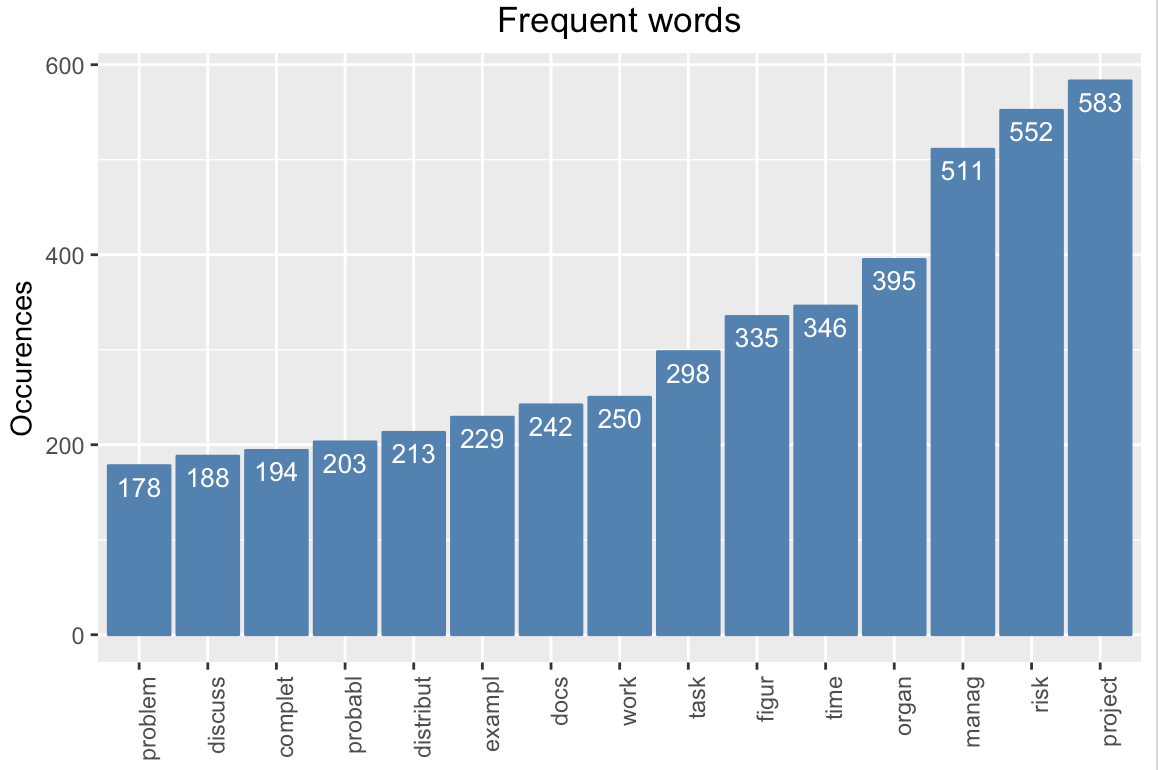 Frequent words
Occurences
600
400
200
0
178
188
194
203
213
229
242
250
298
335
346
395
511
552
583
problem
discuss
complet
probabl
distribut
exampl
docs
work
task
figur
time
organ
manag
risk
project